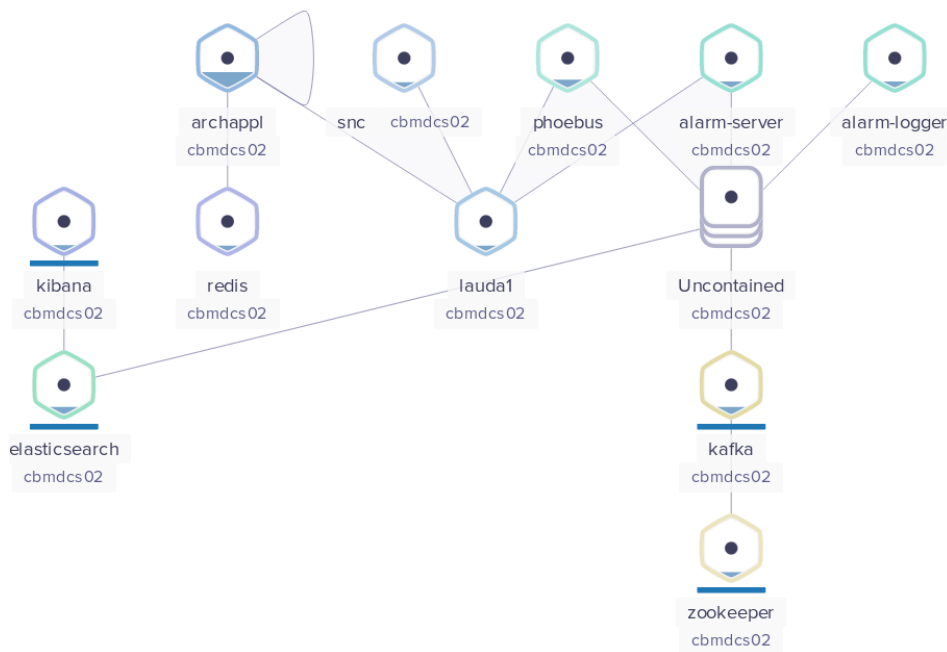 archappl
cbmdcs02
snc cbmdcs02
phoebus
cbmdcs02
alarm-server
cbmdcs02
alarm-logger
cbmdcs02
kibana
cbmdcs02
redis
cbmdcs02
lauda1
cbmdcs02
Uncontained
cbmdcs02
elasticsearch
cbmdcs02
kafka
cbmdcs02
zookeeper
cbmdcs02